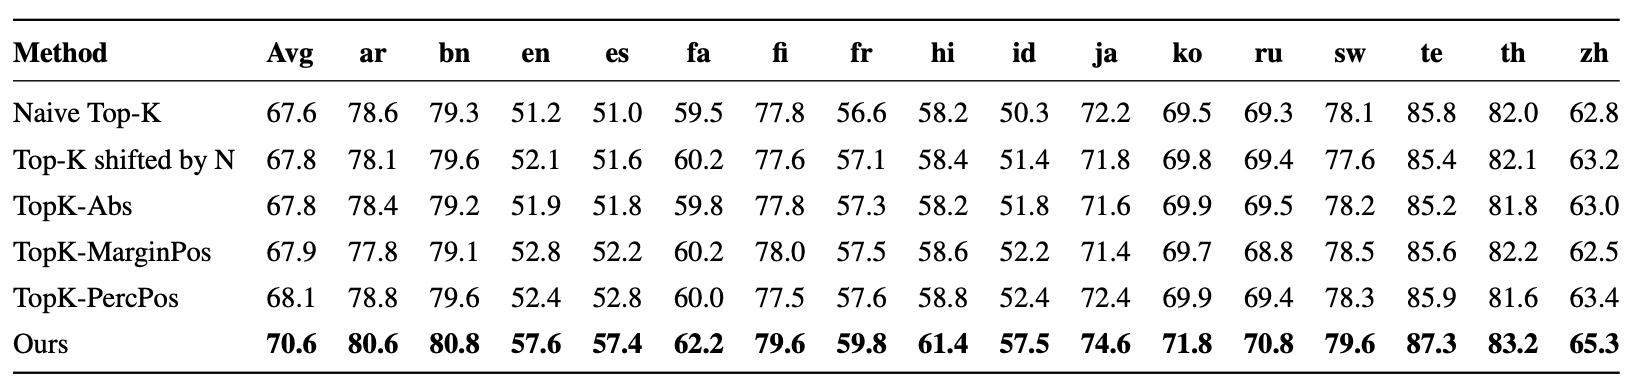 Method Avg ar bn en es fa fi fr hi id ja ko ru sw te th zh
Naive Top-K 67.6 78.6 79.3 51.2 51.0 59.5 77.8 56.6 58.2 50.3 72.2 69.5 69.3 78.1 85.8 82.0 62.8
Top-K shifted by N 67.8 78.1 79.6 52.1 51.6 60.2 77.6 57.1 58.4 51.4 71.8 69.8 69.4 77.6 85.4 82.1 63.2
TopK-Abs 67.8 78.4 79.2 51.9 51.8 59.8 77.8 57.3 58.2 51.8 71.6 69.9 69.5 78.2 85.2 81.8 63.0
TopK-MarginPos 67.9 77.8 79.1 52.8 52.2 60.2 78.0 57.5 58.6 52.2 71.4 69.7 68.8 78.5 85.6 82.2 62.5
TopK-PercPos 68.1 78.8 79.6 52.4 52.8 60.0 77.5 57.6 58.8 52.4 72.4 69.9 69.4 78.3 85.9 81.6 63.4
Ours 70.6 80.6 80.8 57.6 57.4 62.2 79.6 59.8 61.4 57.5 74.6 71.8 70.8 79.6 87.3 83.2 65.3